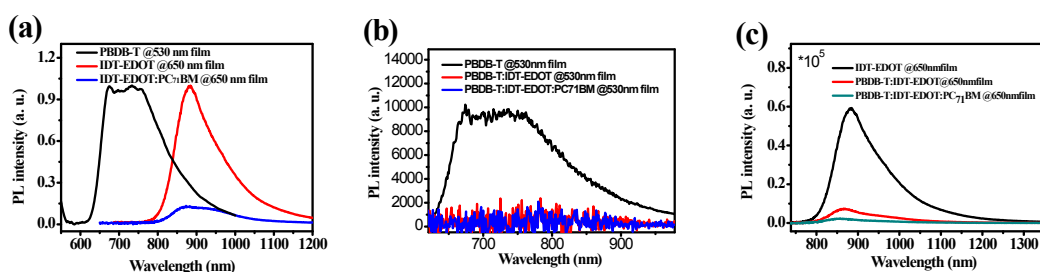 (a)
PBDB-T @530 nm film
IDT-EDOT @650 nm film
IDT-EDOT:PC71BM @650 nm film
PL intensity (a. u.)
1.2
0.9
0.6
0.3
0.0
600 700 800 900 1000 1100 1200
Wavelength (nm)
(b)
PBDB-T @530nm film
PBDB-T:IDT-EDOT @530nm film
PBDB-T:IDT-EDOT:PC71BM @530nm film
PL intensity (a. u.)
14000
12000
10000
8000
6000
4000
2000
0
700 800 900
Wavelength (nm)
(c)
*10^5
IDT-EDOT @650nmfilm
PBDB-T:IDT-EDOT@650nmfilm
PBDB-T:IDT-EDOT:PC71BM @650nmfilm
PL intensity (a. u.)
1.0
0.8
0.6
0.4
0.2
0.0
800 900 1000 1100 1200 1300
Wavelength (nm)